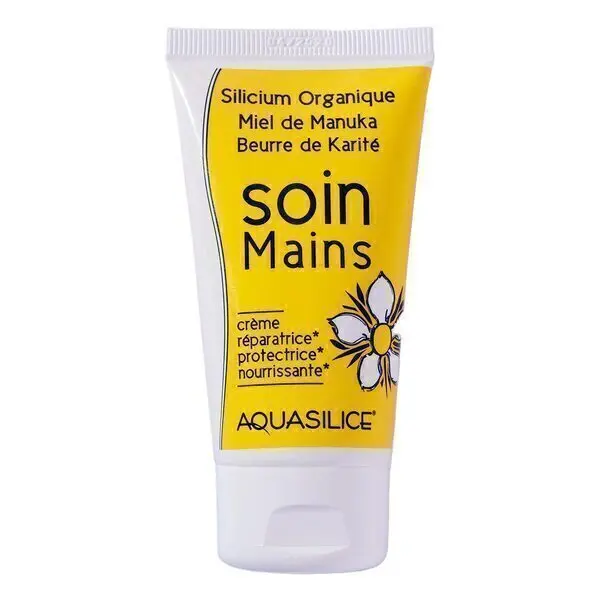 Silicium Organique
Miel de Manuka
Beurre de Karité
soin
Mains
crème
réparatrice*
protectrice*
nourrissante*
AQUASILICE®